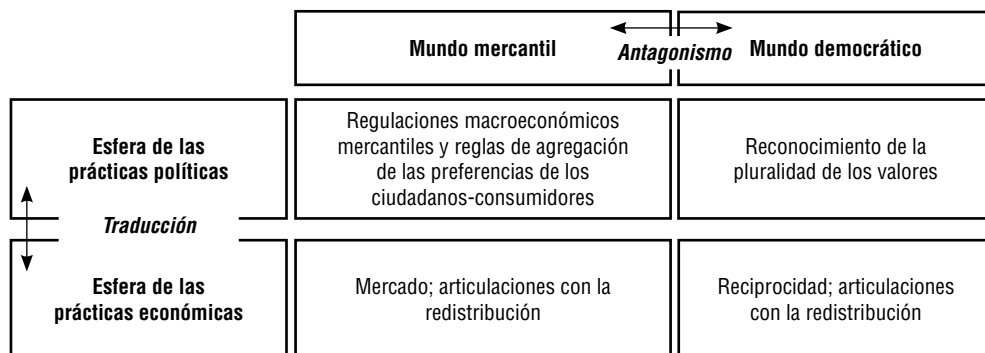 Mundo mercantil
Antagonismo
Mundo democrático
Esfera de las
prácticas políticas
Regulaciones macroeconómicos
mercantiles y reglas de agregación
de las preferencias de los
ciudadanos-consumidores
Reconocimiento de la
pluralidad de los valores
Traducción
Esfera de las
prácticas económicas
Mercado; articulaciones con la
redistribución
Reciprocidad; articulaciones
con la redistribución